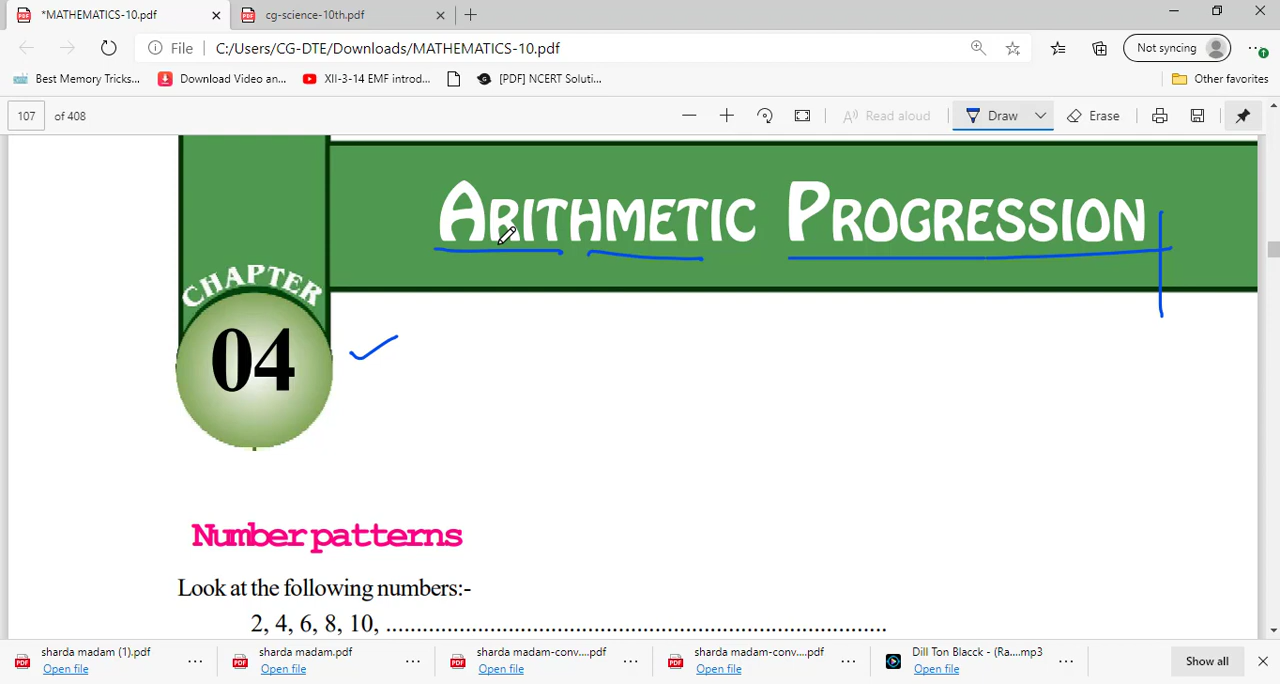 *MATHEMATICS-10.pdf
cg-science-10th.pdf
File
C:/Users/CG-DTE/Downloads/MATHEMATICS-10.pdf
Not syncing
Best Memory Tricks...
Download Video an...
XII-3-14 EMF introd...
[PDF] NCERT Soluti...
Other favorites
107 of 408
Read aloud
Draw
Erase
ARITHMETIC PROGRESSION
CHAPTER
04
Number patterns
Look at the following numbers:-
2, 4, 6, 8, 10, ...............................................................................
sharda madam (1).pdf
Open file
sharda madam.pdf
Open file
sharda madam-conv....pdf
Open file
sharda madam-conv....pdf
Open file
Dill Ton Blacck - (Ra....mp3
Open file
Show all